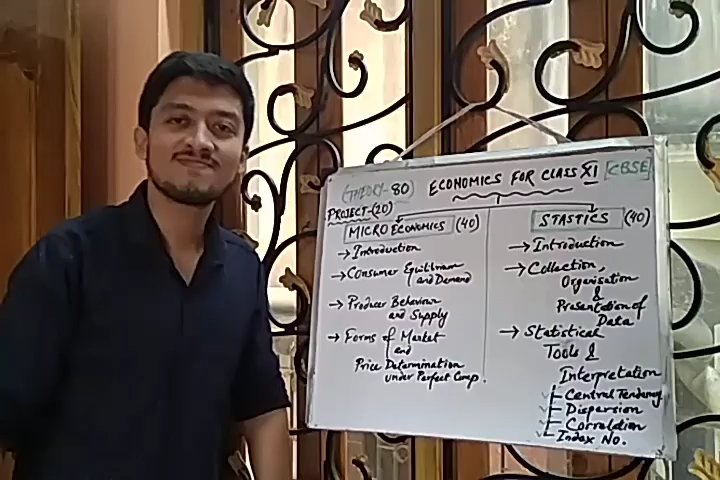 (THEORY-80) ECONOMICS FOR CLASS XI [CBSE]
PROJECT-(20)
MICROECONOMICS (40)
→ Introduction
→ Consumer Equilibrium
and Demand
→ Producer Behaviour
and Supply
→ Forms of Market
and
Price Determination
under Perfect Comp.
STASTICS (40)
→ Introduction
→ Collection,
Organisation
&
Presentation of
Data
→ Statistical
Tools &
Interpretation
Central Tendency
Dispersion
Correlation
Index No.